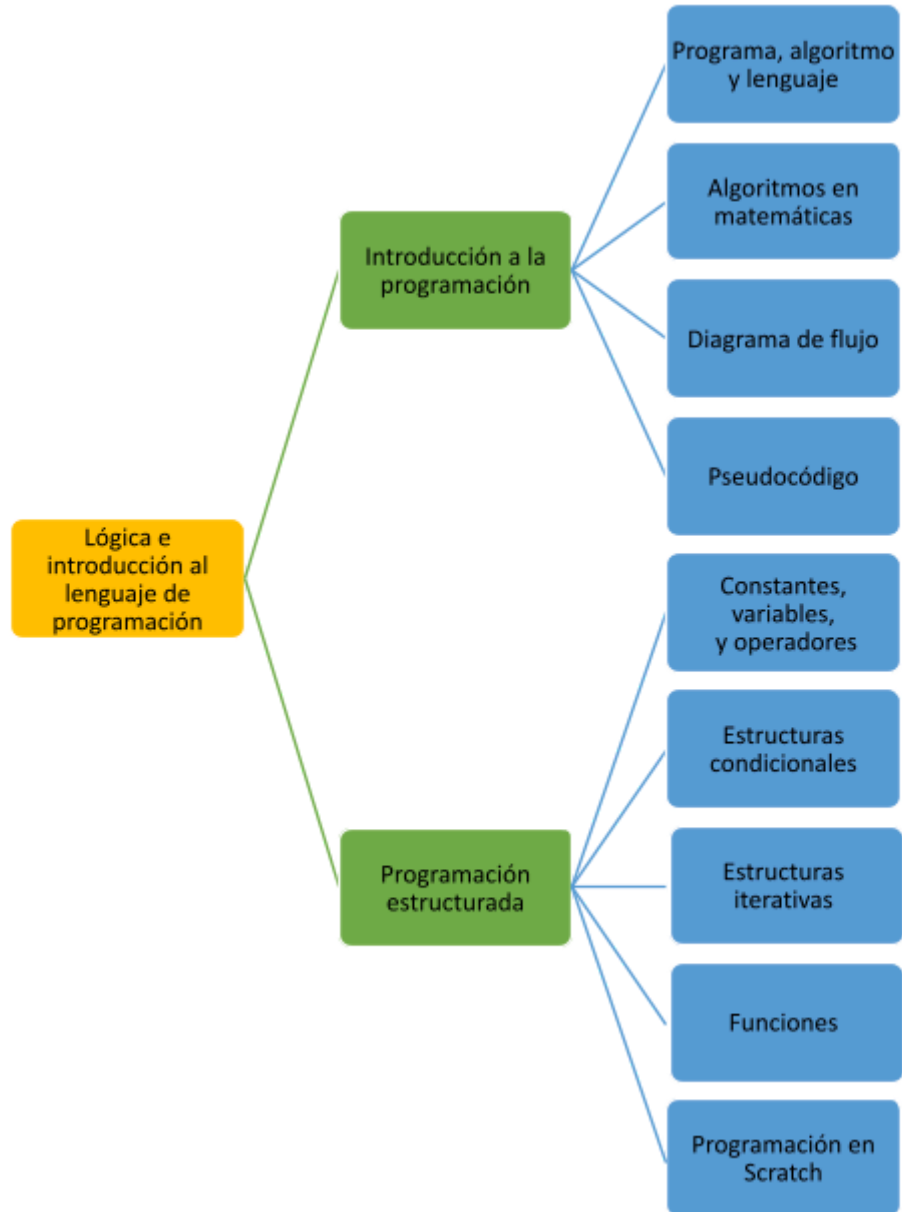 Lógica e
introducción al
lenguaje de
programación
Introducción a la
programación
Programa, algoritmo
y lenguaje
Algoritmos en
matemáticas
Diagrama de flujo
Pseudocódigo
Programación
estructurada
Constantes,
variables,
y operadores
Estructuras
condicionales
Estructuras
iterativas
Funciones
Programación en
Scratch